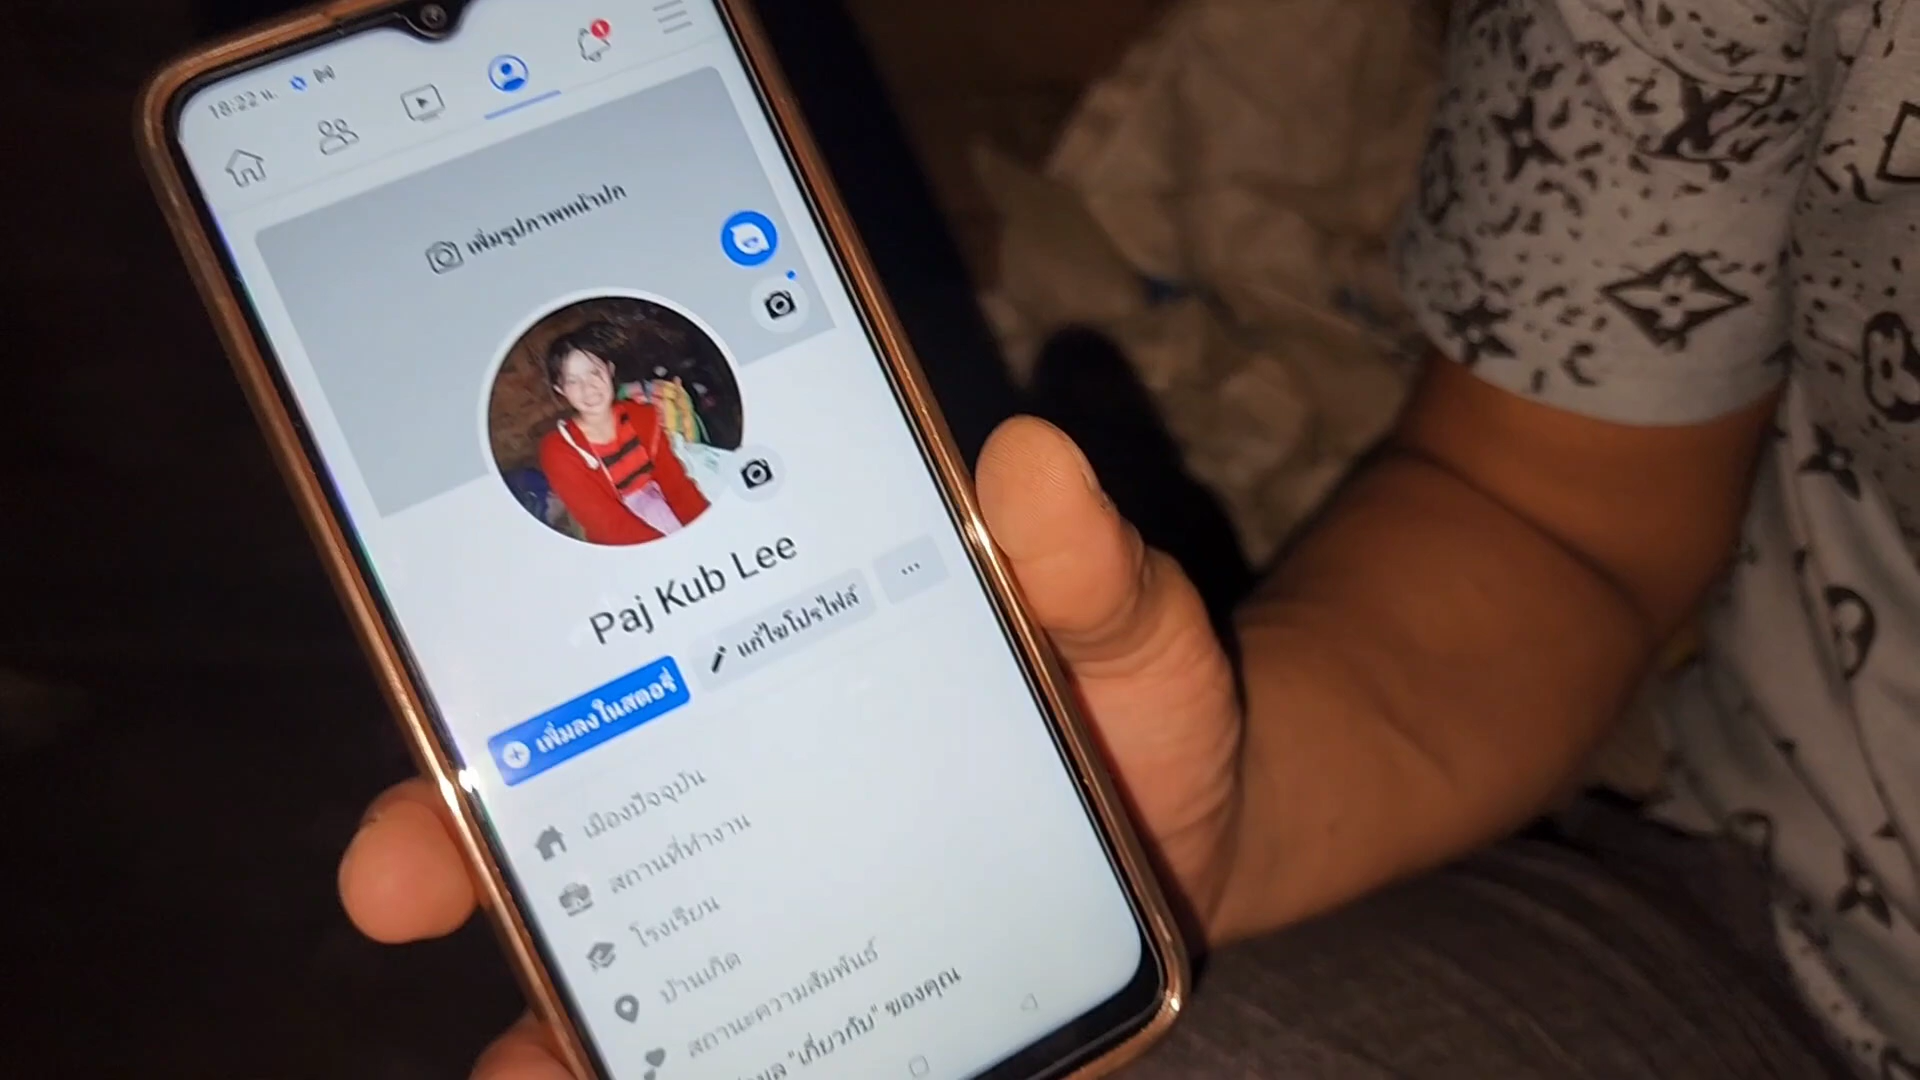 18:22 น.
1
เพิ่มรูปภาพหน้าปก
Paj Kub Lee
เพิ่มลงในสตอรี่
แก้ไขโปรไฟล์
เมืองปัจจุบัน
สถานที่ทำงาน
โรงเรียน
บ้านเกิด
สถานะความสัมพันธ์
"เกี่ยวกับ" ของคุณ